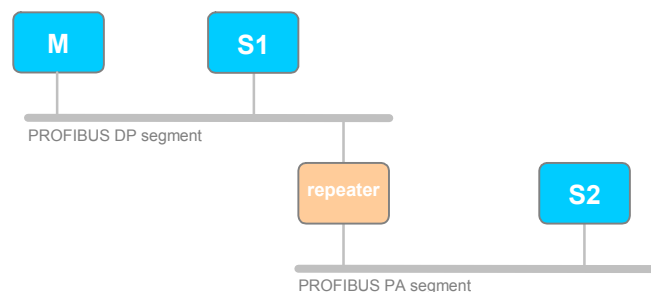 M
S1
PROFIBUS DP segment
repeater
S2
PROFIBUS PA segment